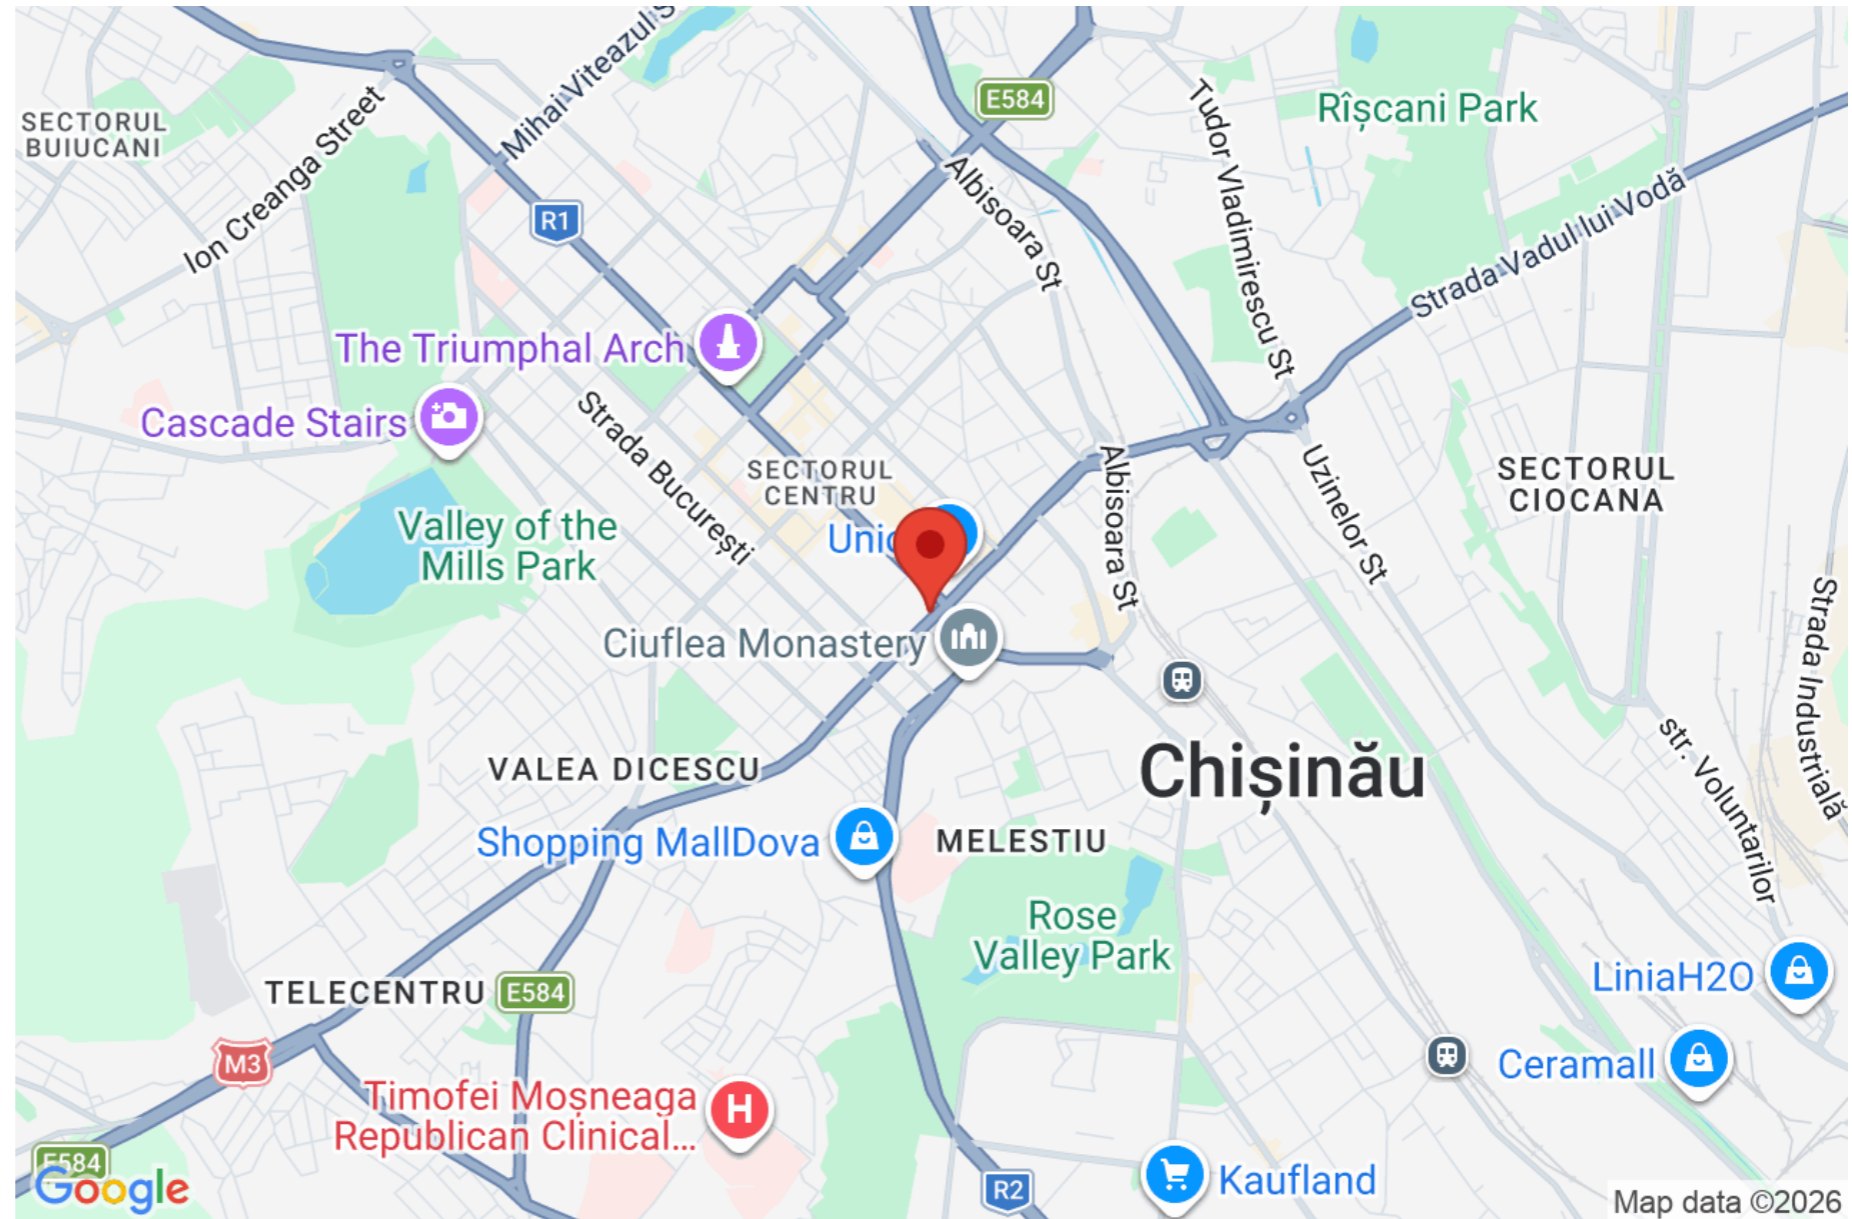 Mihai Viteazul S
E584
SECTORUL
BUIUCANI
Ion Creanga Street
Rîșcani Park
Tudor Vladimirescu St
Albisoara St
R1
Strada Vadul lui Vodă
The Triumphal Arch
Cascade Stairs
Strada București
SECTORUL
CENTRU
Albisoara St
Uzinelor St
SECTORUL
CIOCANA
Valley of the
Mills Park
Unic
Ciuflea Monastery
Strada Industrială
VALEA DICESCU
Chișinău
str. Voluntarilor
Shopping MallDova
MELESTIU
Rose
Valley Park
LiniaH2O
TELECENTRU
E584
M3
Ceramall
Timofei Moșneaga
Republican Clinical...
H
E584
Google
R2
Kaufland
Map data ©2026